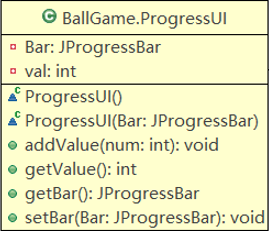 BallGame.ProgressUI
Bar: JProgressBar
val: int
ProgressUI()
ProgressUI(Bar: JProgressBar)
addValue(num: int): void
getValue(): int
getBar(): JProgressBar
setBar(Bar: JProgressBar): void